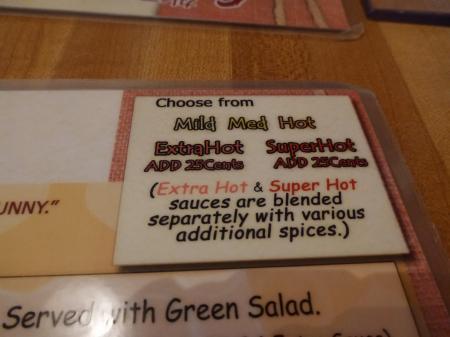 Choose from
Mild Med Hot
ExtraHot SuperHot
ADD 25Cents ADD 25Cents
(Extra Hot & Super Hot
sauces are blended
separately with various
additional spices.)
UNNY."
Served with Green Salad.